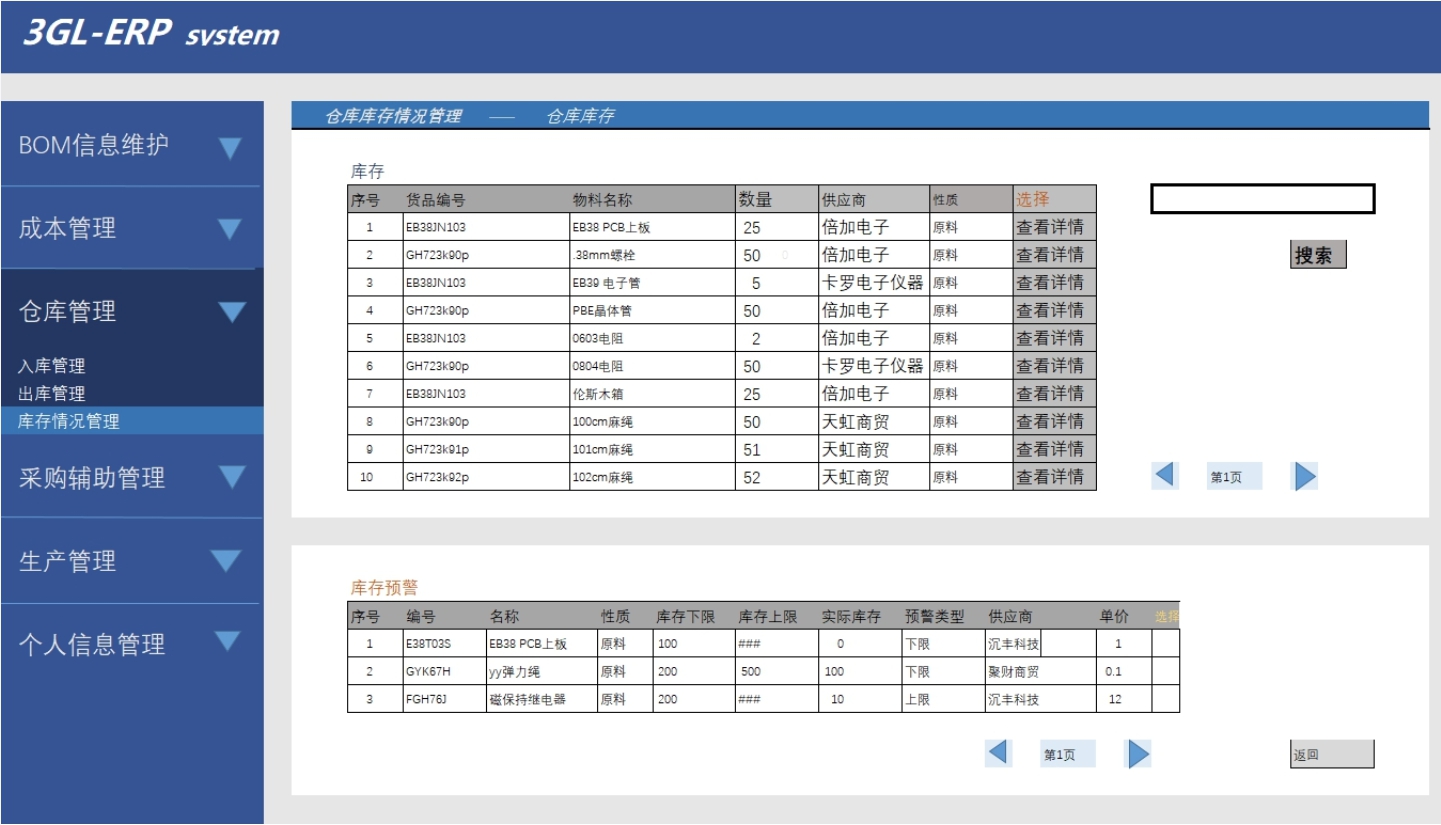 3GL-ERP system
BOM信息维护
成本管理
仓库管理
入库管理
出库管理
库存情况管理
采购辅助管理
生产管理
个人信息管理
仓库库存情况管理 —— 仓库库存
库存
序号 货品编号 物料名称 数量 供应商 性质 选择
1 EB38JN103 EB38 PCB上板 25 倍加电子 原料 查看详情
2 GH723k90p .38mm螺栓 50 0 倍加电子 原料 查看详情
3 EB38JN103 EB39 电子管 5 卡罗电子仪器 原料 查看详情
4 GH723k90p PBE晶体管 50 倍加电子 原料 查看详情
5 EB38JN103 0603电阻 2 倍加电子 原料 查看详情
6 GH723k90p 0804电阻 50 卡罗电子仪器 原料 查看详情
7 EB38JN103 伦斯木箱 25 倍加电子 原料 查看详情
8 GH723k90p 100cm麻绳 50 天虹商贸 原料 查看详情
9 GH723k91p 101cm麻绳 51 天虹商贸 原料 查看详情
10 GH723k92p 102cm麻绳 52 天虹商贸 原料 查看详情
搜索
第1页
库存预警
序号 编号 名称 性质 库存下限 库存上限 实际库存 预警类型 供应商 单价 选择
1 E38T03S EB38 PCB上板 原料 100 ### 0 下限 沉丰科技 1
2 GYK67H yy弹力绳 原料 200 500 100 下限 聚财商贸 0.1
3 FGH76J 磁保持继电器 原料 200 ### 10 上限 沉丰科技 12
第1页
返回